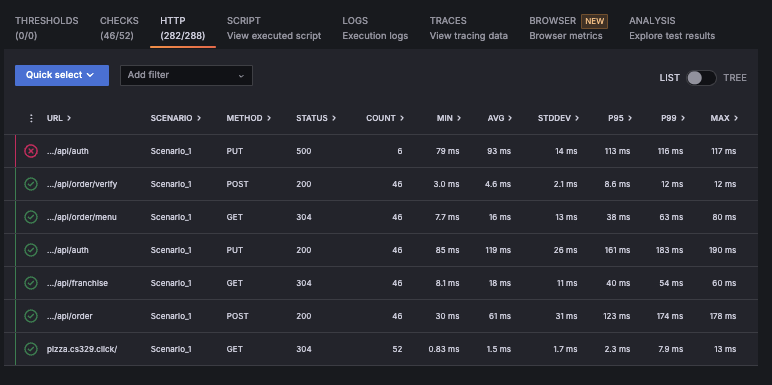 THRESHOLDS CHECKS HTTP SCRIPT LOGS TRACES BROWSER NEW ANALYSIS
(0/0) (46/52) (282/288) View executed script Execution logs View tracing data Browser metrics Explore test results
Quick select Add filter LIST TREE
URL SCENARIO METHOD STATUS COUNT MIN AVG STDDEV P95 P99 MAX
.../api/auth Scenario_1 PUT 500 6 79 ms 93 ms 14 ms 113 ms 116 ms 117 ms
.../api/order/verify Scenario_1 POST 200 46 3.0 ms 4.6 ms 2.1 ms 8.6 ms 12 ms 12 ms
.../api/order/menu Scenario_1 GET 304 46 7.7 ms 16 ms 13 ms 38 ms 63 ms 80 ms
.../api/auth Scenario_1 PUT 200 46 85 ms 119 ms 26 ms 161 ms 183 ms 190 ms
.../api/franchise Scenario_1 GET 304 46 8.1 ms 18 ms 11 ms 40 ms 54 ms 60 ms
.../api/order Scenario_1 POST 200 46 30 ms 61 ms 31 ms 123 ms 174 ms 178 ms
pizza.cs329.click/ Scenario_1 GET 304 52 0.83 ms 1.5 ms 1.7 ms 2.3 ms 7.9 ms 13 ms